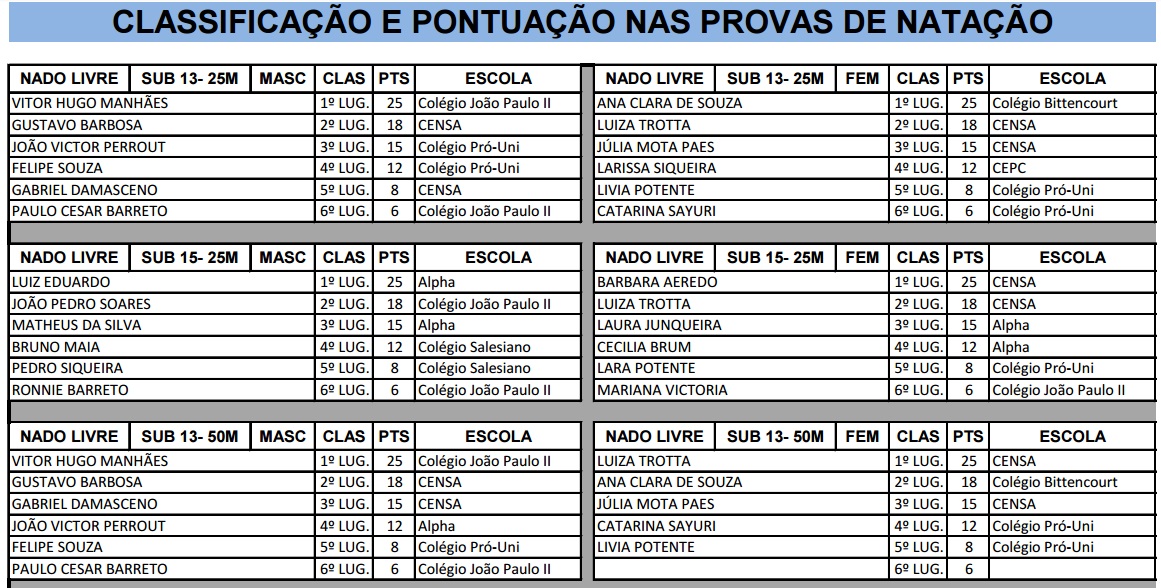 CLASSIFICAÇÃO E PONTUAÇÃO NAS PROVAS DE NATAÇÃO
NADO LIVRE SUB 13- 25M MASC CLAS PTS ESCOLA NADO LIVRE SUB 13- 25M FEM CLAS PTS ESCOLA
VITOR HUGO MANHÃES 1º LUG. 25 Colégio João Paulo II ANA CLARA DE SOUZA 1º LUG. 25 Colégio Bittencourt
GUSTAVO BARBOSA 2º LUG. 18 CENSA LUIZA TROTTA 2º LUG. 18 CENSA
JOÃO VICTOR PERROUT 3º LUG. 15 Colégio Pró-Uni JÚLIA MOTA PAES 3º LUG. 15 CENSA
FELIPE SOUZA 4º LUG. 12 Colégio Pró-Uni LARISSA SIQUEIRA 4º LUG. 12 CEPC
GABRIEL DAMASCENO 5º LUG. 8 CENSA LIVIA POTENTE 5º LUG. 8 Colégio Pró-Uni
PAULO CESAR BARRETO 6º LUG. 6 Colégio João Paulo II CATARINA SAYURI 6º LUG. 6 Colégio Pró-Uni
NADO LIVRE SUB 15- 25M MASC CLAS PTS ESCOLA NADO LIVRE SUB 15- 25M FEM CLAS PTS ESCOLA
LUIZ EDUARDO 1º LUG. 25 Alpha BARBARA AEREDO 1º LUG. 25 CENSA
JOÃO PEDRO SOARES 2º LUG. 18 Colégio João Paulo II LUIZA TROTTA 2º LUG. 18 CENSA
MATHEUS DA SILVA 3º LUG. 15 Alpha LAURA JUNQUEIRA 3º LUG. 15 Alpha
BRUNO MAIA 4º LUG. 12 Colégio Salesiano CECILIA BRUM 4º LUG. 12 Alpha
PEDRO SIQUEIRA 5º LUG. 8 Colégio Salesiano LARA POTENTE 5º LUG. 8 Colégio Pró-Uni
RONNIE BARRETO 6º LUG. 6 Colégio João Paulo II MARIANA VICTORIA 6º LUG. 6 Colégio João Paulo II
NADO LIVRE SUB 13- 50M MASC CLAS PTS ESCOLA NADO LIVRE SUB 13- 50M FEM CLAS PTS ESCOLA
VITOR HUGO MANHÃES 1º LUG. 25 Colégio João Paulo II LUIZA TROTTA 1º LUG. 25 CENSA
GUSTAVO BARBOSA 2º LUG. 18 CENSA ANA CLARA DE SOUZA 2º LUG. 18 Colégio Bittencourt
GABRIEL DAMASCENO 3º LUG. 15 CENSA JÚLIA MOTA PAES 3º LUG. 15 CENSA
JOÃO VICTOR PERROUT 4º LUG. 12 Alpha CATARINA SAYURI 4º LUG. 12 Colégio Pró-Uni
FELIPE SOUZA 5º LUG. 8 Colégio Pró-Uni LIVIA POTENTE 5º LUG. 8 Colégio Pró-Uni
PAULO CESAR BARRETO 6º LUG. 6 Colégio João Paulo II 6º LUG. 6